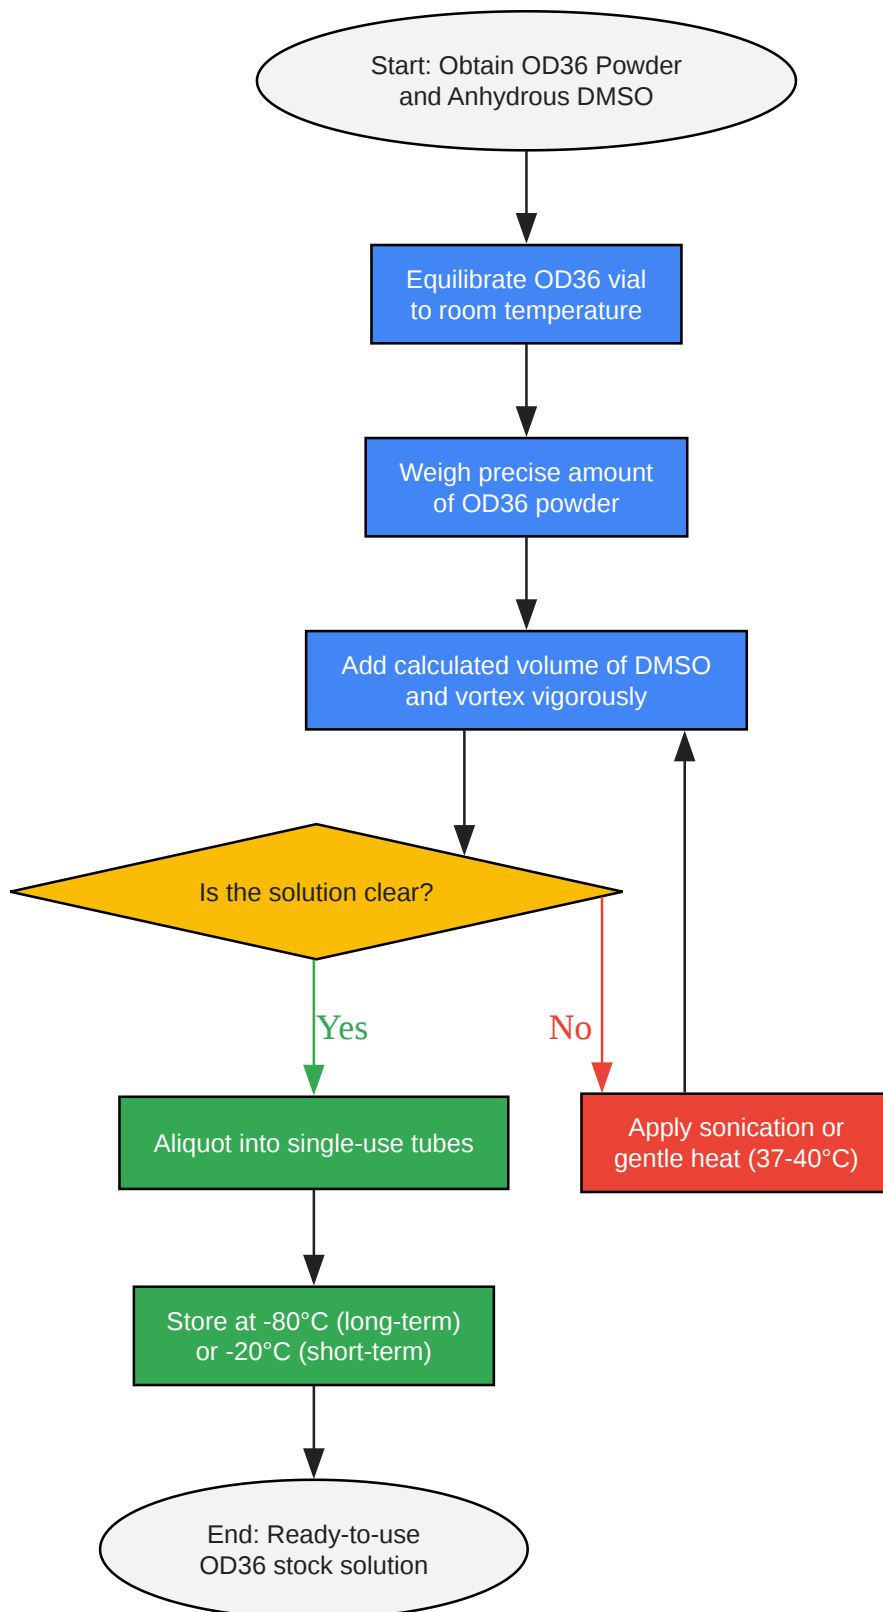 Start: Obtain OD36 Powder
and Anhydrous DMSO
Equilibrate OD36 vial
to room temperature
Weigh precise amount
of OD36 powder
Add calculated volume of DMSO
and vortex vigorously
Is the solution clear?
Yes
No
Aliquot into single-use tubes
Apply sonication or
gentle heat (37-40°C)
Store at -80°C (long-term)
or -20°C (short-term)
End: Ready-to-use
OD36 stock solution